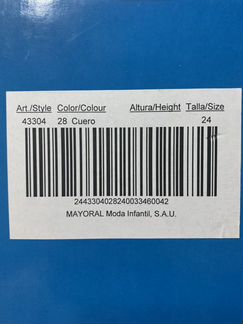 Art./Style Color/Colour Altura/Height Talla/Size
43304 28 Cuero 24
2443304028240033460042
MAYORAL Moda Infantil, S.A.U.